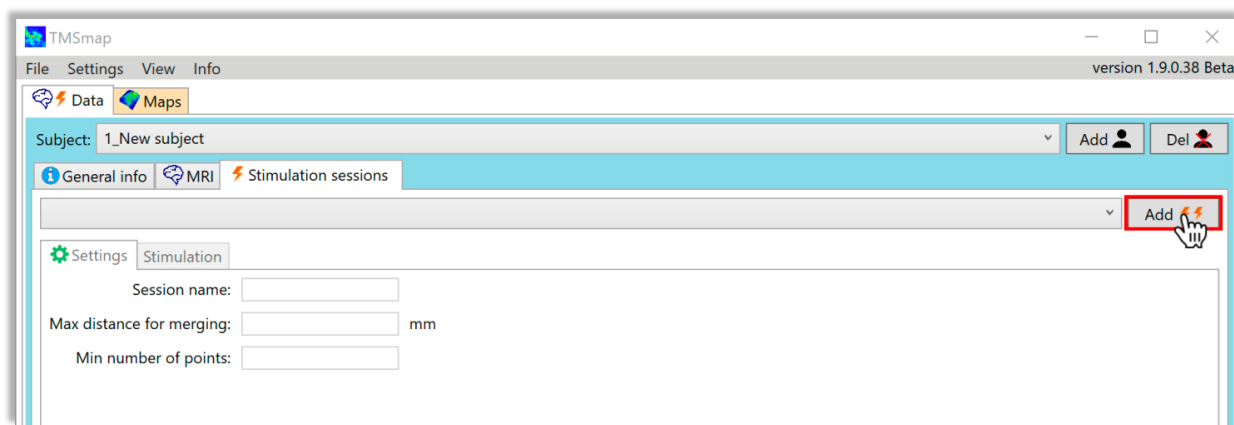 TMSmap
File Settings View Info version 1.9.0.38 Beta
Data Maps
Subject: 1_New subject Add Del
General info MRI Stimulation sessions
Add
Settings Stimulation
Session name:
Max distance for merging: mm
Min number of points: